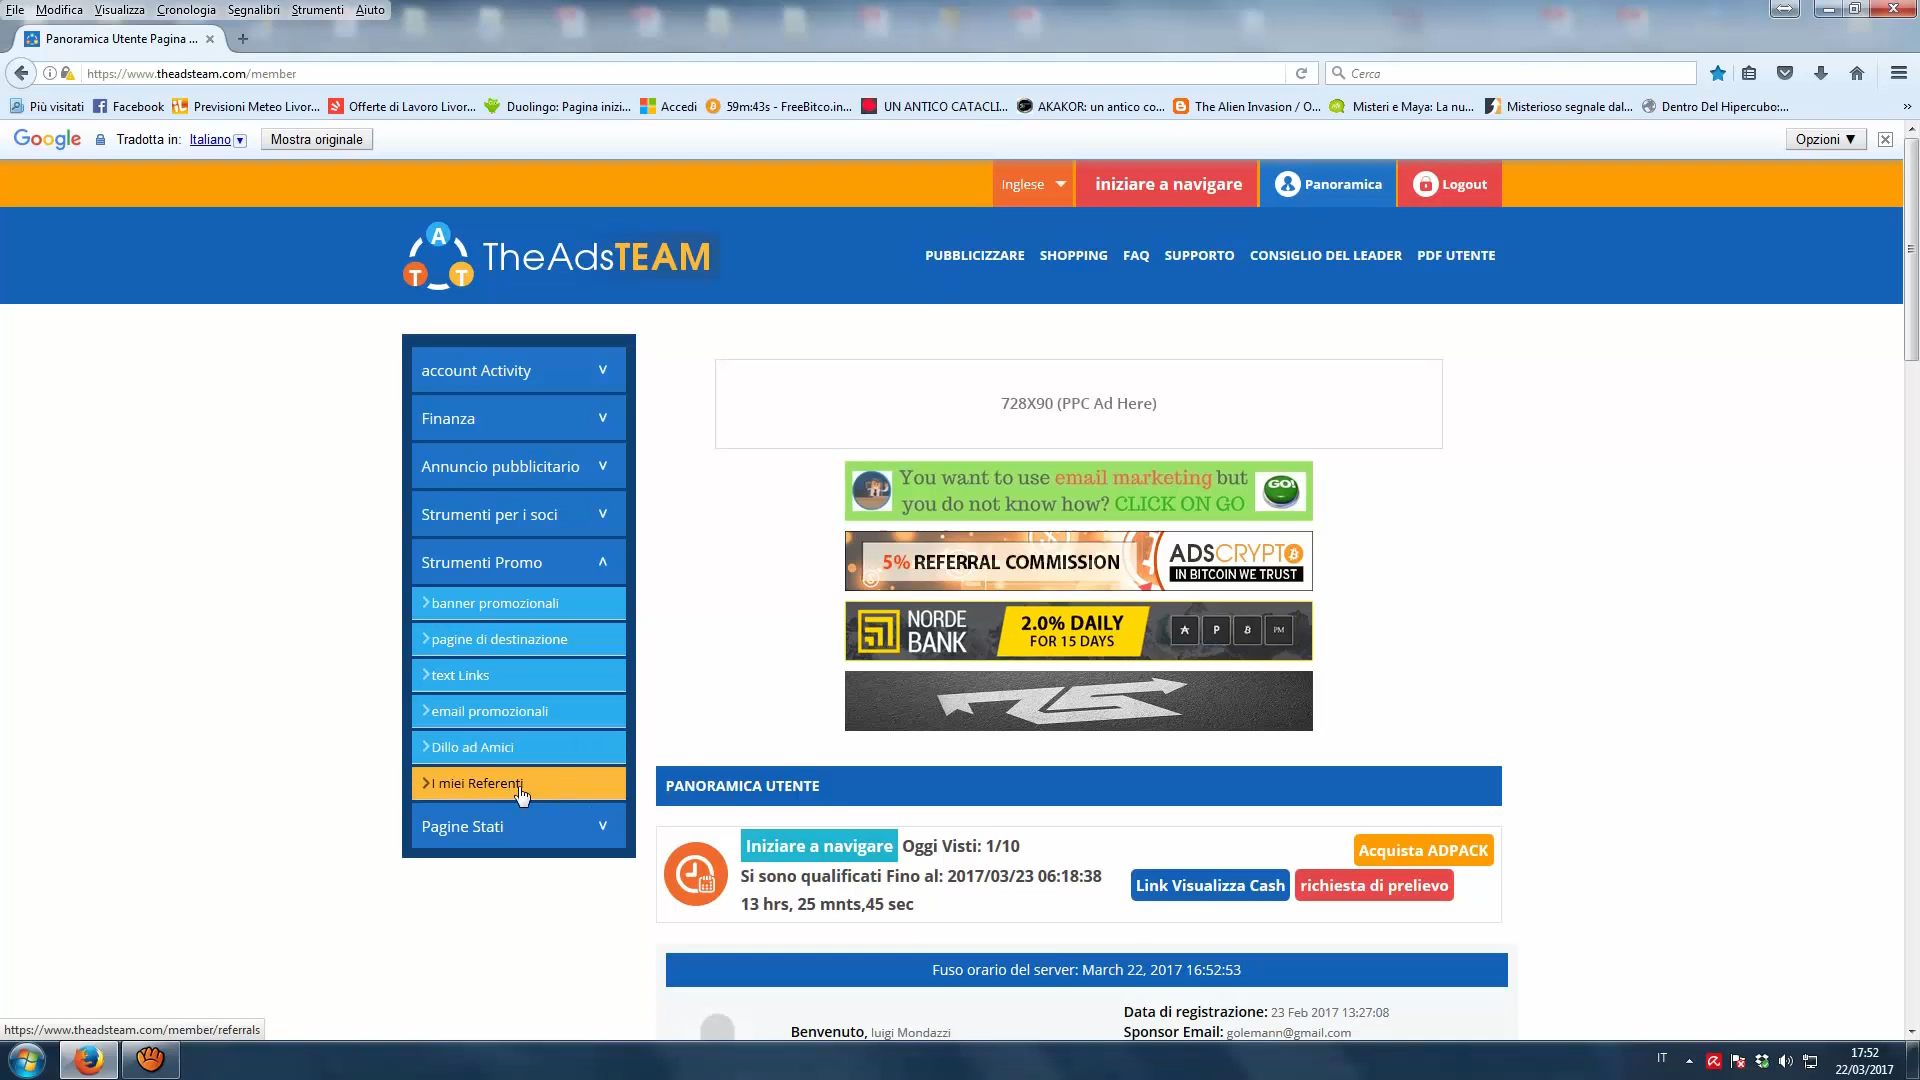 File Modifica Visualizza Cronologia Segnalibri Strumenti Aiuto
Panoramica Utente Pagina ...
https://www.theadsteam.com/member
Cerca
Più visitati Facebook Previsioni Meteo Livor... Offerte di Lavoro Livor... Duolingo: Pagina inizi... Accedi 59m:43s - FreeBitco.in... UN ANTICO CATACLI... AKAKOR: un antico co... The Alien Invasion / O... Misteri e Maya: La nu... Misterioso segnale dal... Dentro Del Hipercubo:...
Google Tradotta in: Italiano Mostra originale Opzioni ▼
Inglese iniziare a navigare Panoramica Logout
A T T TheAdsTEAM
PUBBLICIZZARE SHOPPING FAQ SUPPORTO CONSIGLIO DEL LEADER PDF UTENTE
account Activity
Finanza
Annuncio pubblicitario
Strumenti per i soci
Strumenti Promo
banner promozionali
pagine di destinazione
text Links
email promozionali
Dillo ad Amici
I miei Referenti
Pagine Stati
728X90 (PPC Ad Here)
You want to use email marketing but
you do not know how? CLICK ON GO
GO!
5% REFERRAL COMMISSION
ADSCRYPTO
IN BITCOIN WE TRUST
NORDE
BANK
2.0% DAILY
FOR 15 DAYS
P B PM
PANORAMICA UTENTE
Iniziare a navigare Oggi Visti: 1/10
Si sono qualificati Fino al: 2017/03/23 06:18:38
13 hrs, 25 mnts,45 sec
Acquista ADPACK
Link Visualizza Cash richiesta di prelievo
Fuso orario del server: March 22, 2017 16:52:53
Benvenuto, luigi Mondazzi
Data di registrazione: 23 Feb 2017 13:27:08
Sponsor Email: golemann@gmail.com
https://www.theadsteam.com/member/referrals
IT
17:52
22/03/2017